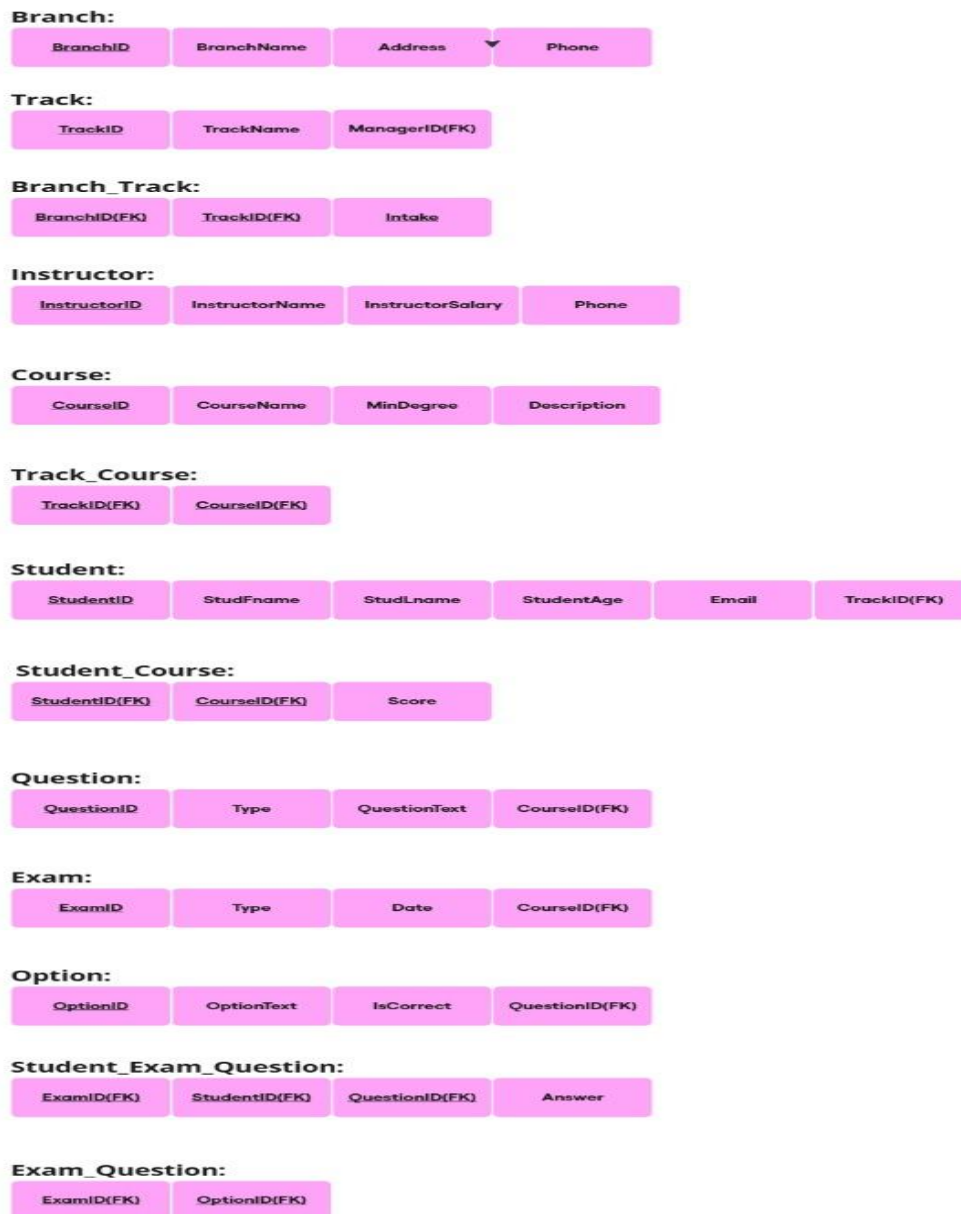 Branch:
BranchID BranchName Address Phone
Track:
TrackID TrackName ManagerID(FK)
Branch_Track:
BranchID(FK) TrackID(FK) Intake
Instructor:
InstructorID InstructorName InstructorSalary Phone
Course:
CourseID CourseName MinDegree Description
Track_Course:
TrackID(FK) CourseID(FK)
Student:
StudentID StudFname StudLname StudentAge Email TrackID(FK)
Student_Course:
StudentID(FK) CourseID(FK) Score
Question:
QuestionID Type QuestionText CourseID(FK)
Exam:
ExamID Type Date CourseID(FK)
Option:
OptionID OptionText IsCorrect QuestionID(FK)
Student_Exam_Question:
ExamID(FK) StudentID(FK) QuestionID(FK) Answer
Exam_Question:
ExamID(FK) OptionID(FK)